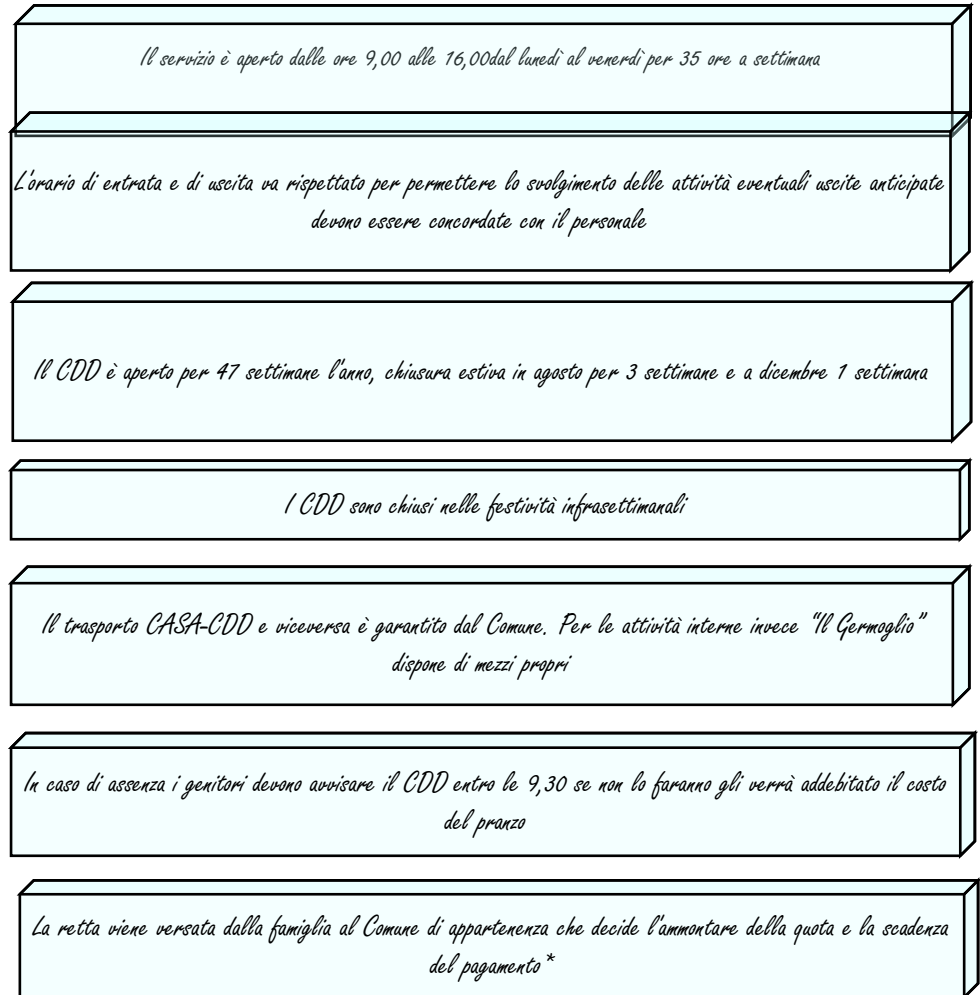 Il servizio è aperto dalle ore 9,00 alle 16,00dal lunedì al venerdì per 35 ore a settimana
L'orario di entrata e di uscita va rispettato per permettere lo svolgimento delle attività eventuali uscite anticipate
devono essere concordate con il personale
Il CDD è aperto per 47 settimane l'anno, chiusura estiva in agosto per 3 settimane e a dicembre 1 settimana
I CDD sono chiusi nelle festività infrasettimanali
Il trasporto CASA-CDD e viceversa è garantito dal Comune. Per le attività interne invece “Il Germoglio”
dispone di mezzi propri
In caso di assenza i genitori devono avvisare il CDD entro le 9,30 se non lo faranno gli verrà addebitato il costo
del pranzo
La retta viene versata dalla famiglia al Comune di appartenenza che decide l'ammontare della quota e la scadenza
del pagamento*